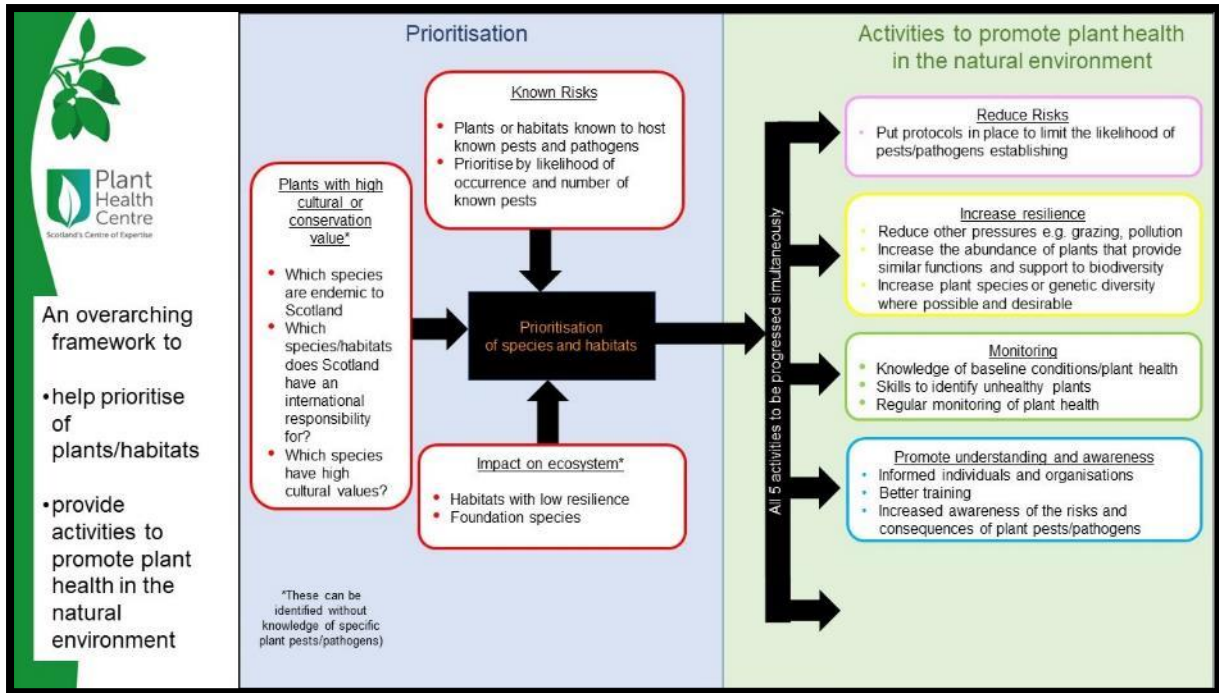 Plant
Health
Centre
Scotland's Centre of Expertise
An overarching
framework to
•help prioritise
of
plants/habitats
•provide
activities to
promote plant
health in the
natural
environment
Prioritisation
Plants with high
cultural or
conservation
value*
• Which species
are endemic to
Scotland
• Which
species/habitats
does Scotland
have an
international
responsibility
for?
• Which species
have high
cultural values?
Known Risks
• Plants or habitats known to host
known pests and pathogens
• Prioritise by likelihood of
occurrence and number of
known pests
Prioritisation
of species and habitats
Impact on ecosystem*
• Habitats with low resilience
• Foundation species
*These can be
identified without
knowledge of specific
plant pests/pathogens)
Activities to promote plant health
in the natural environment
All 5 activities to be progressed simultaneously
Reduce Risks
• Put protocols in place to limit the likelihood of
pests/pathogens establishing
Increase resilience
• Reduce other pressures e.g. grazing, pollution
• Increase the abundance of plants that provide
similar functions and support to biodiversity
• Increase plant species or genetic diversity
where possible and desirable
Monitoring
• Knowledge of baseline conditions/plant health
• Skills to identify unhealthy plants
• Regular monitoring of plant health
Promote understanding and awareness
• Informed individuals and organisations
• Better training
• Increased awareness of the risks and
consequences of plant pests/pathogens